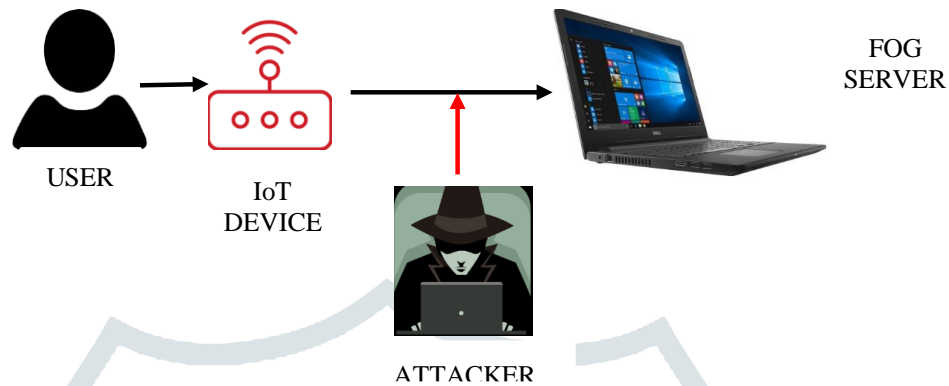 FOG
SERVER
USER
IoT
DEVICE
ATTACKER